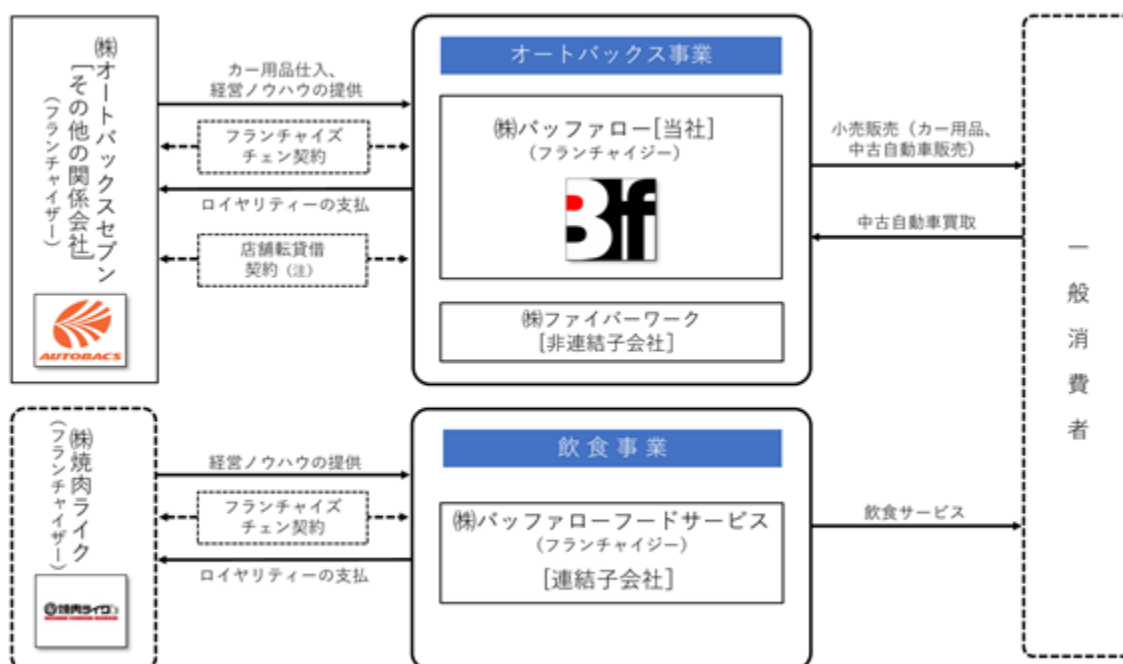 ㈱オートバックスセブン
[その他の関係会社]
(フランチャイザー)
AUTOBACS
カー用品仕入、
経営ノウハウの提供
フランチャイズ
チェン契約
ロイヤリティーの支払
店舗転貸借
契約（注）
オートバックス事業
㈱バッファロー[当社]
(フランチャイジー)
Bff
㈱ファイバーワーク
[非連結子会社]
小売販売（カー用品、
中古自動車販売）
中古自動車買取
一般消費者
㈱焼肉ライク
(フランチャイザー)
焼肉ライク
経営ノウハウの提供
フランチャイズ
チェン契約
ロイヤリティーの支払
飲食事業
㈱バッファローフードサービス
(フランチャイジー)
[連結子会社]
飲食サービス